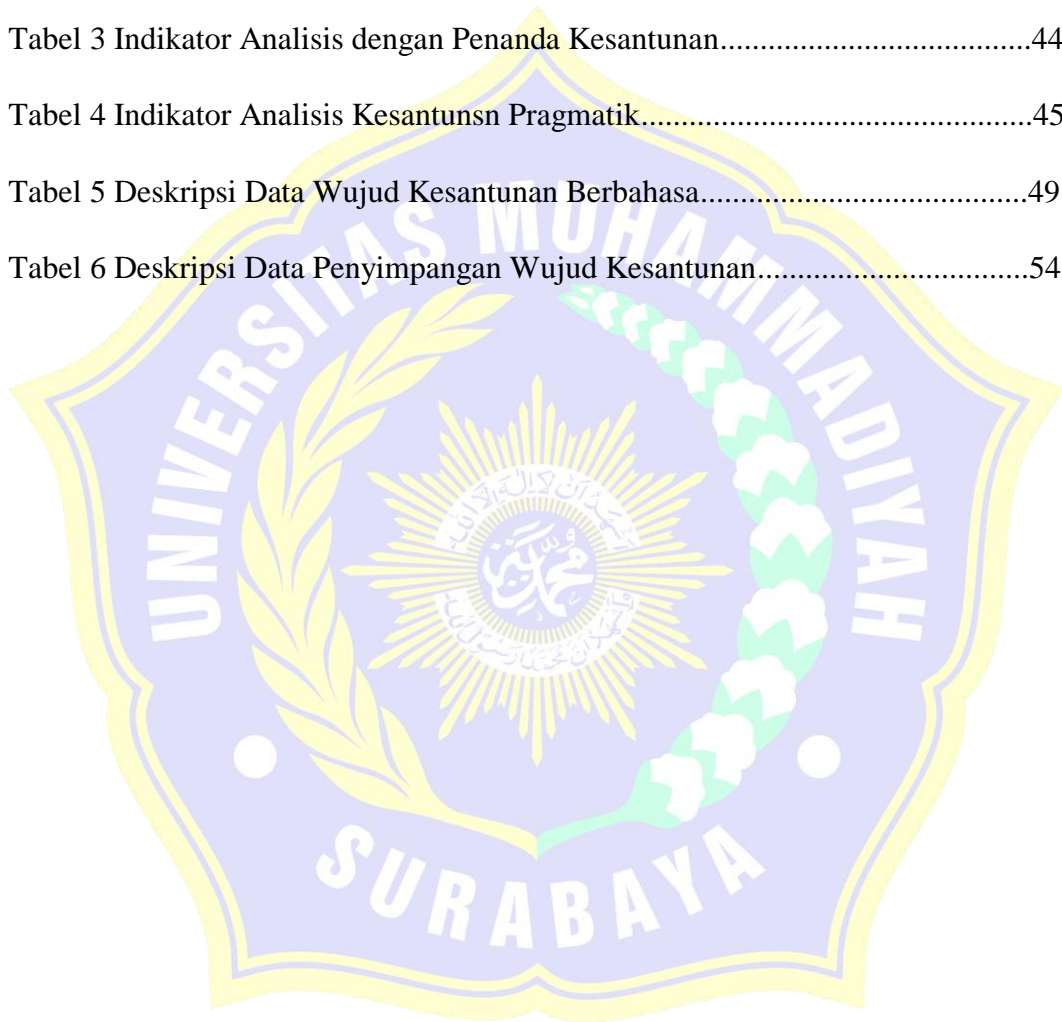 Tabel 3 Indikator Analisis dengan Penanda Kesantunan.......................................44
Tabel 4 Indikator Analisis Kesantunsn Pragmatik.................................................45
Tabel 5 Deskripsi Data Wujud Kesantunan Berbahasa.........................................49
Tabel 6 Deskripsi Data Penyimpangan Wujud Kesantunan..................................54
UNIVERSITAS MUHAMMADIYAH
SURABAYA